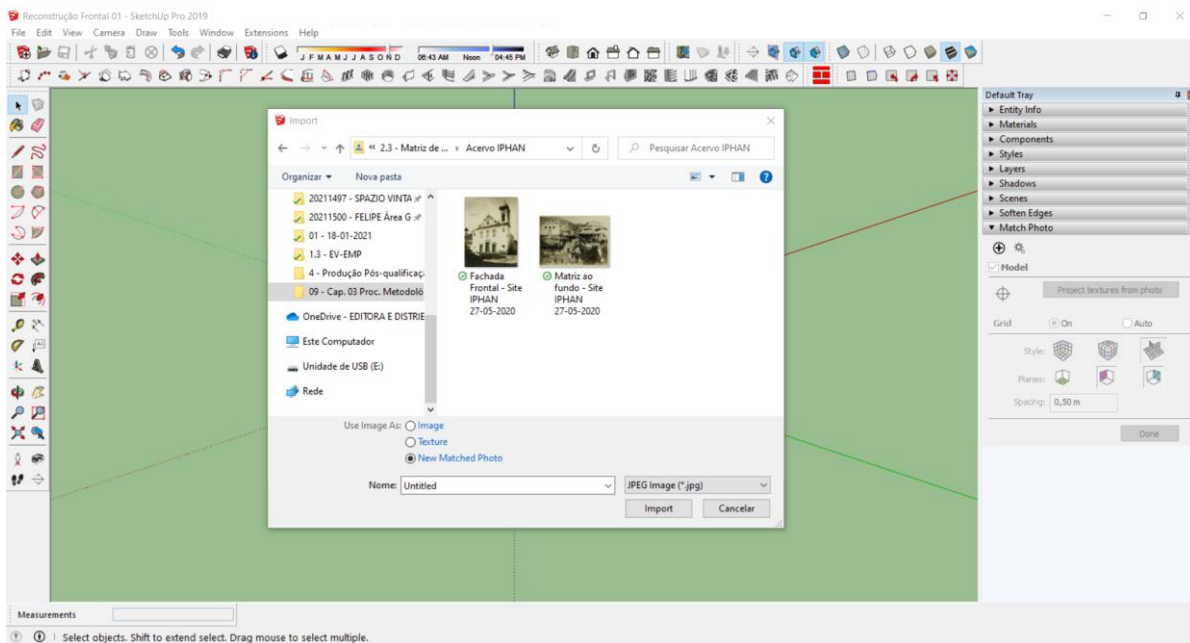 Reconstrução Frontal 01 - SketchUp Pro 2019
File Edit View Camera Draw Tools Window Extensions Help
J F M A M J J A S O N D 06:43 AM Noon 04:45 PM
Import
« 2.3 - Matriz de ... › Acervo IPHAN
Pesquisar Acervo IPHAN
Organizar Nova pasta
20211497 - SPAZIO VINTA
20211500 - FELIPE Área G
01 - 18-01-2021
1.3 - EV-EMP
4 - Produção Pós-qualificaç
09 - Cap. 03 Proc. Metodoló
OneDrive - EDITORA E DISTRIE
Este Computador
Unidade de USB (E:)
Rede
Fachada
Frontal - Site
IPHAN
27-05-2020
Matriz ao
fundo - Site
IPHAN
27-05-2020
Use Image As: Image
Texture
New Matched Photo
Nome: Untitled
JPEG Image (*.jpg)
Import Cancelar
Default Tray
Entity Info
Materials
Components
Styles
Layers
Shadows
Scenes
Soften Edges
Match Photo
Model
Project textures from photo
Grid On Auto
Style:
Planes:
Spacing: 0,50 m
Done
Measurements
Select objects. Shift to extend select. Drag mouse to select multiple.